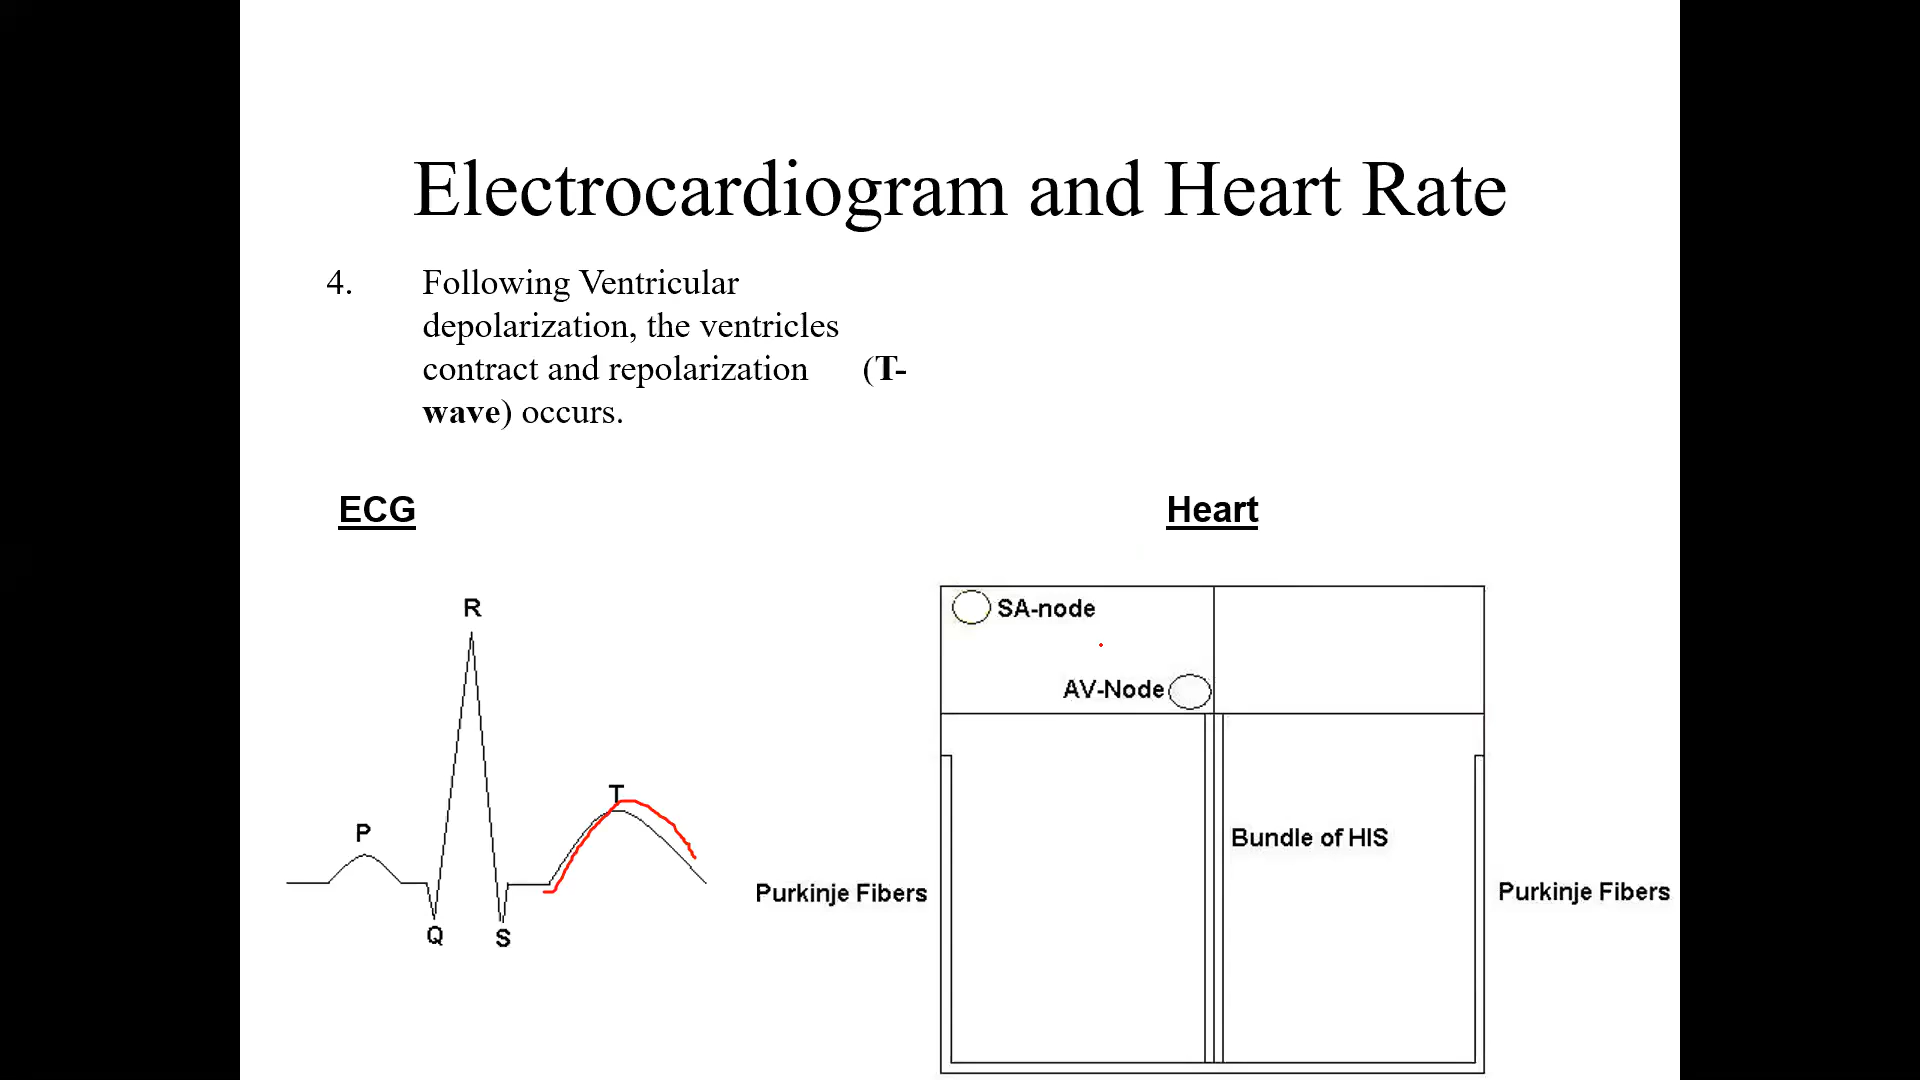 Electrocardiogram and Heart Rate
4. Following Ventricular
depolarization, the ventricles
contract and repolarization (T-
wave) occurs.
ECG
Heart
R
SA-node
AV-Node
T
P
Bundle of HIS
Purkinje Fibers
Purkinje Fibers
Q
S